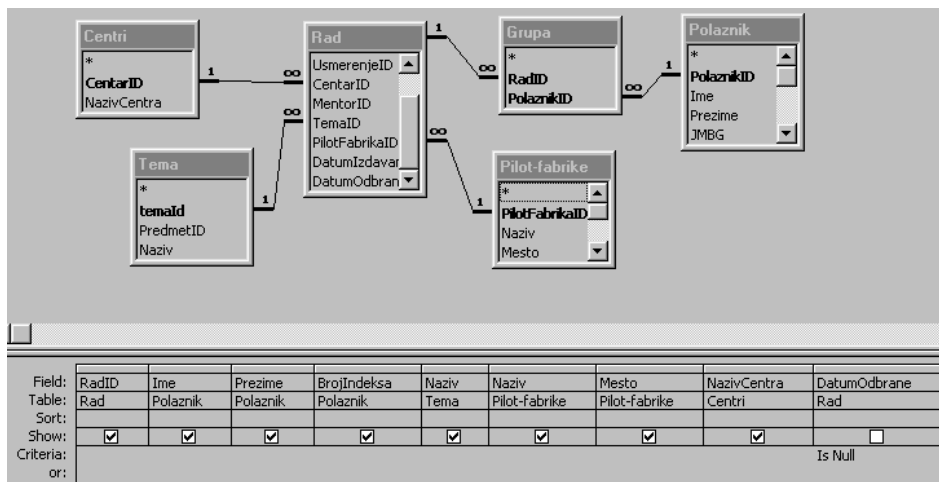 Centri
*
CentarID
NazivCentra
1
∞
Rad
UsmerenjeID
CentarID
MentorID
TemaID
PilotFabrikaID
DatumIzdavar
DatumOdbran
1
∞
Grupa
*
RadID
PolaznikID
∞
1
Polaznik
*
PolaznikID
Ime
Prezime
JMBG
Tema
*
temaId
PredmetID
Naziv
1
∞
∞
1
Pilot-fabrike
*
PilotFabrikaID
Naziv
Mesto
Field: RadID Ime Prezime BrojIndeksa Naziv Naziv Mesto NazivCentra DatumOdbrane
Table: Rad Polaznik Polaznik Polaznik Tema Pilot-fabrike Pilot-fabrike Centri Rad
Sort:
Show:
Criteria: Is Null
or: